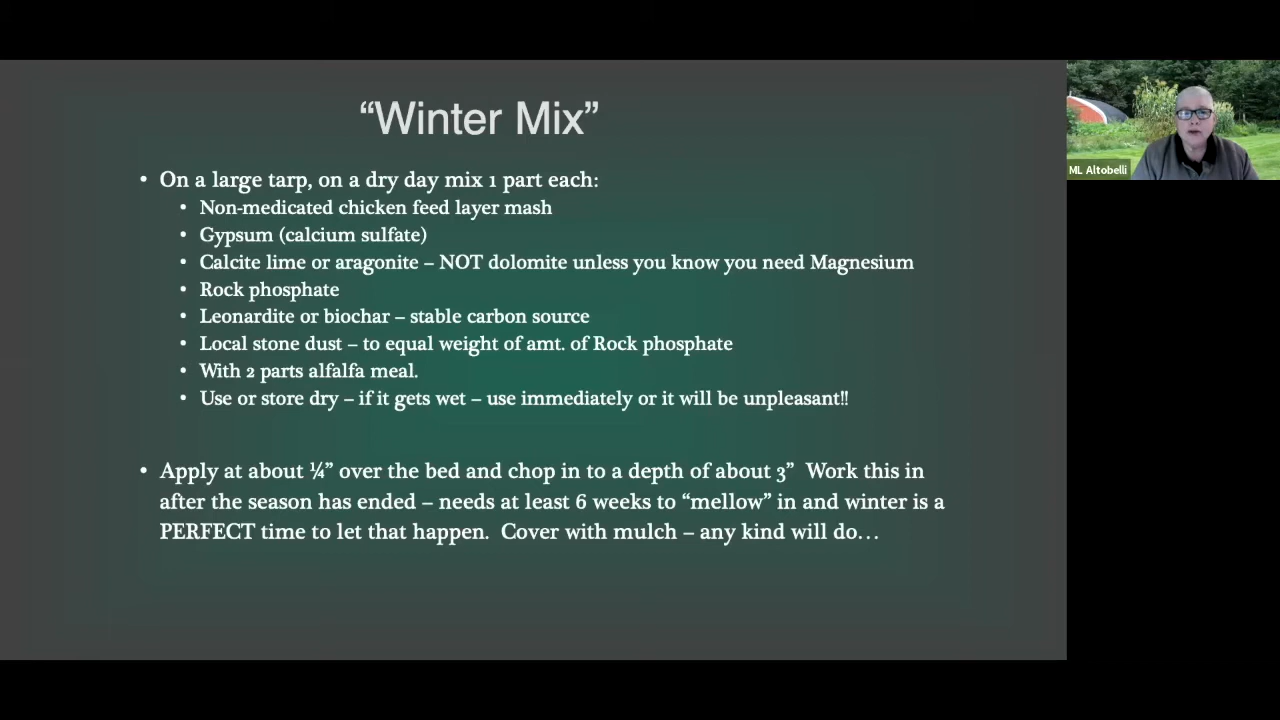 “Winter Mix”
• On a large tarp, on a dry day mix 1 part each:
• Non-medicated chicken feed layer mash
• Gypsum (calcium sulfate)
• Calcite lime or aragonite – NOT dolomite unless you know you need Magnesium
• Rock phosphate
• Leonardite or biochar – stable carbon source
• Local stone dust – to equal weight of amt. of Rock phosphate
• With 2 parts alfalfa meal.
• Use or store dry – if it gets wet – use immediately or it will be unpleasant!!
• Apply at about ¼” over the bed and chop in to a depth of about 3” Work this in
after the season has ended – needs at least 6 weeks to “mellow” in and winter is a
PERFECT time to let that happen. Cover with mulch – any kind will do…
ML Altobelli